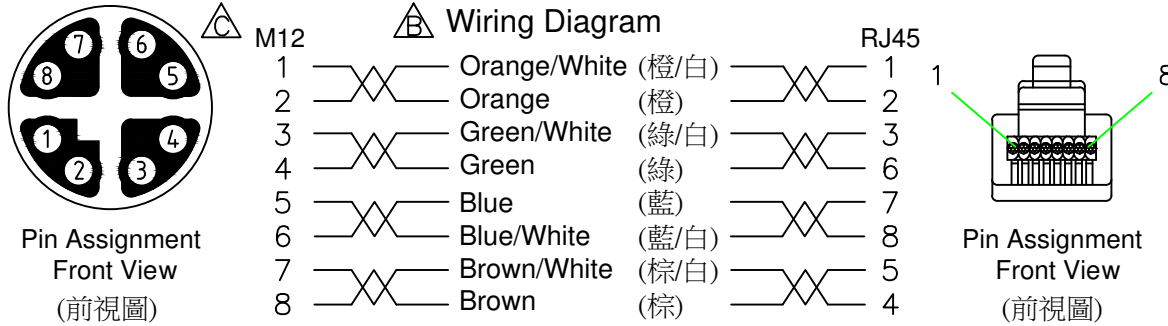 C B Wiring Diagram
M12 RJ45
1 Orange/White (橙/白) 1
2 Orange (橙) 2
3 Green/White (綠/白) 3
4 Green (綠) 6
5 Blue (藍) 7
6 Blue/White (藍/白) 8
7 Brown/White (棕/白) 5
8 Brown (棕) 4
7 6
8 5
1 4
2 3
Pin Assignment
Front View
(前視圖)
1 8
Pin Assignment
Front View
(前視圖)